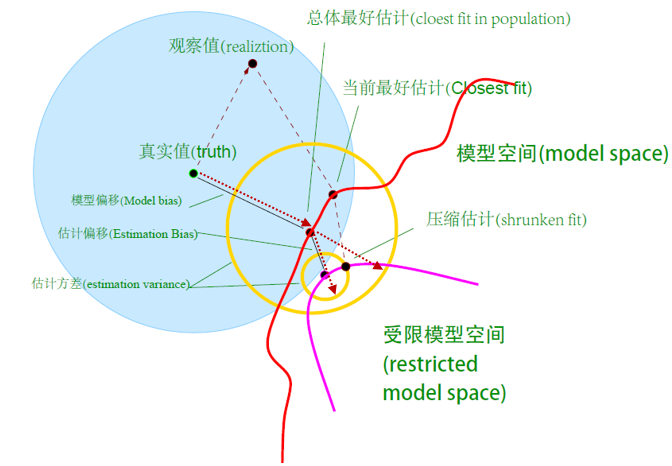 总体最好估计(cloest fit in population)
观察值(realiztion)
当前最好估计(Closest fit)
真实值(truth)
模型空间(model space)
模型偏移(Model bias)
压缩估计(shrunken fit)
估计偏移(Estimation Bias)
估计方差(estimation variance)
受限模型空间
(restricted
model space)